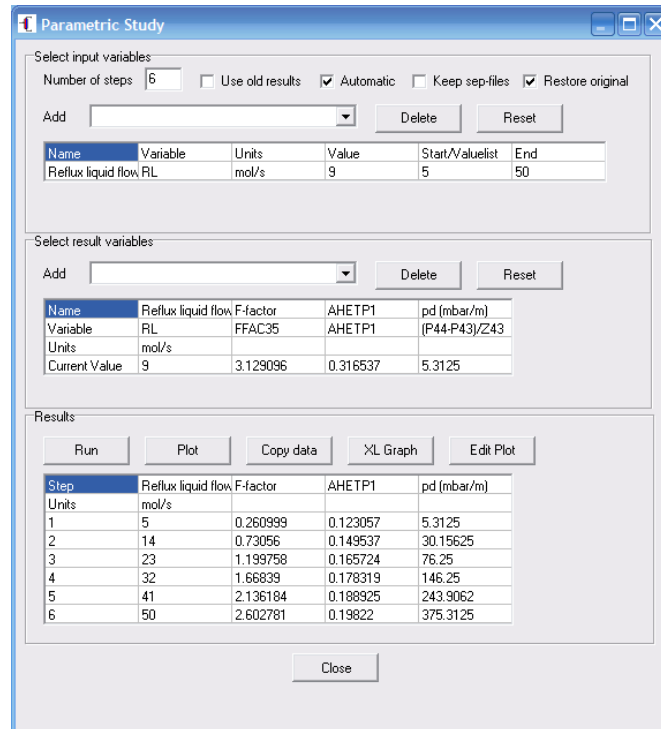 Parametric Study
Select input variables
Number of steps 6 Use old results Automatic Keep sep-files Restore original
Add Delete Reset
Name Variable Units Value Start/Valuelist End
Reflux liquid flow RL mol/s 9 5 50
Select result variables
Add Delete Reset
Name Reflux liquid flow F-factor AHETP1 pd (mbar/m)
Variable RL FFAC35 AHETP1 (P44-P43)/Z43
Units mol/s
Current Value 9 3.129096 0.316537 5.3125
Results
Run Plot Copy data XL Graph Edit Plot
Step Reflux liquid flow F-factor AHETP1 pd (mbar/m)
Units mol/s
1 5 0.260999 0.123057 5.3125
2 14 0.73056 0.149537 30.15625
3 23 1.199758 0.165724 76.25
4 32 1.66839 0.178319 146.25
5 41 2.136184 0.188925 243.9062
6 50 2.602781 0.19822 375.3125
Close